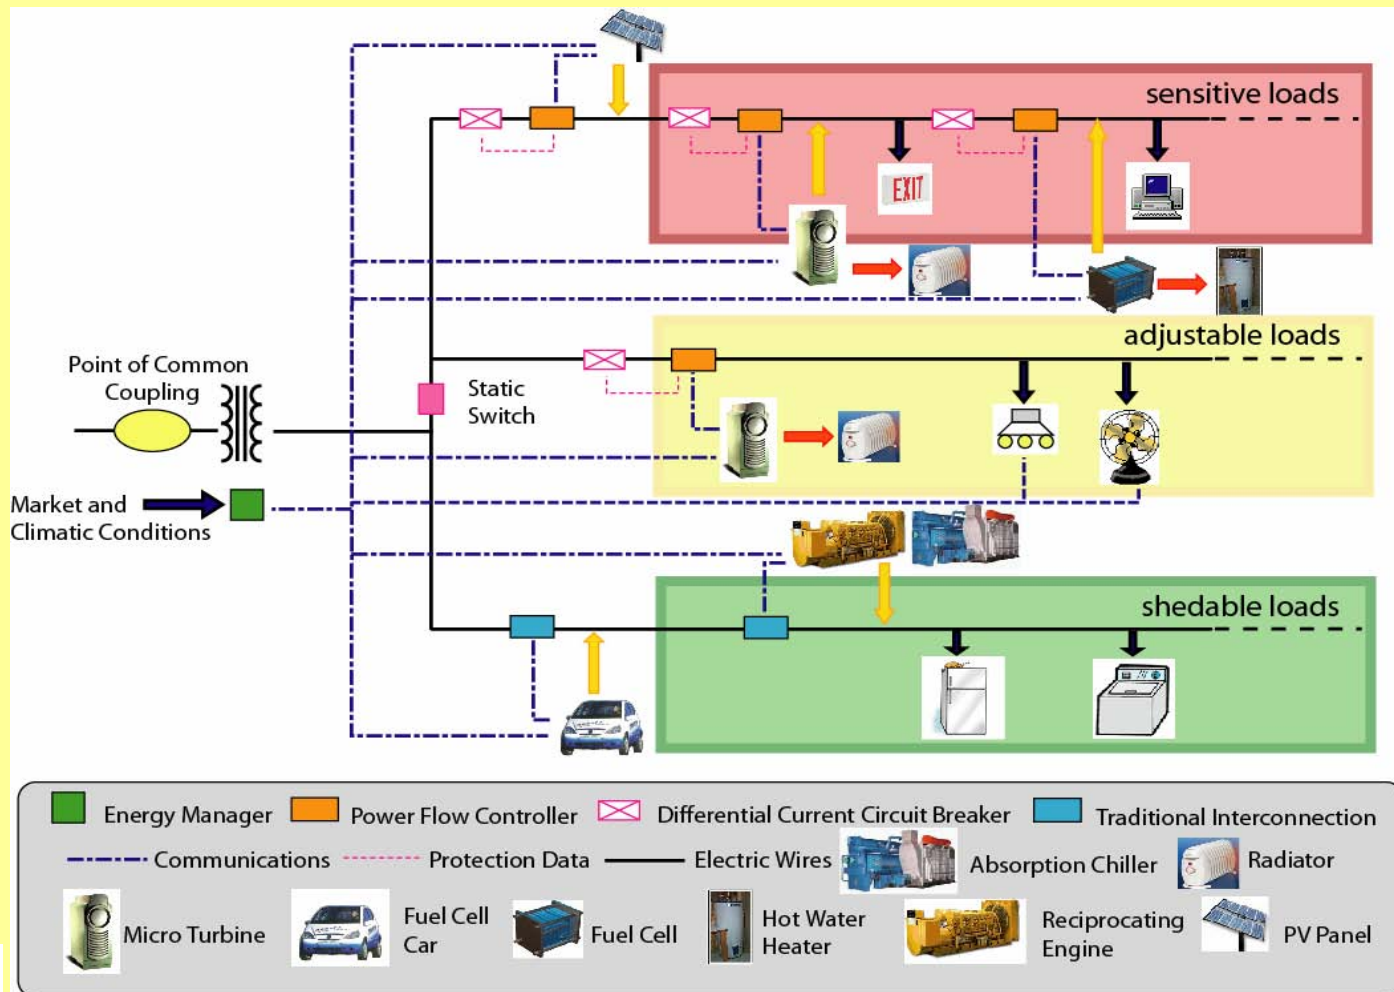 sensitive loads
EXIT
adjustable loads
Point of Common
Coupling
Static
Switch
Market and
Climatic Conditions
shedable loads
Energy Manager
Power Flow Controller
Differential Current Circuit Breaker
Traditional Interconnection
Communications
Protection Data
Electric Wires
Absorption Chiller
Radiator
Micro Turbine
Fuel Cell
Car
Fuel Cell
Hot Water
Heater
Reciprocating
Engine
PV Panel